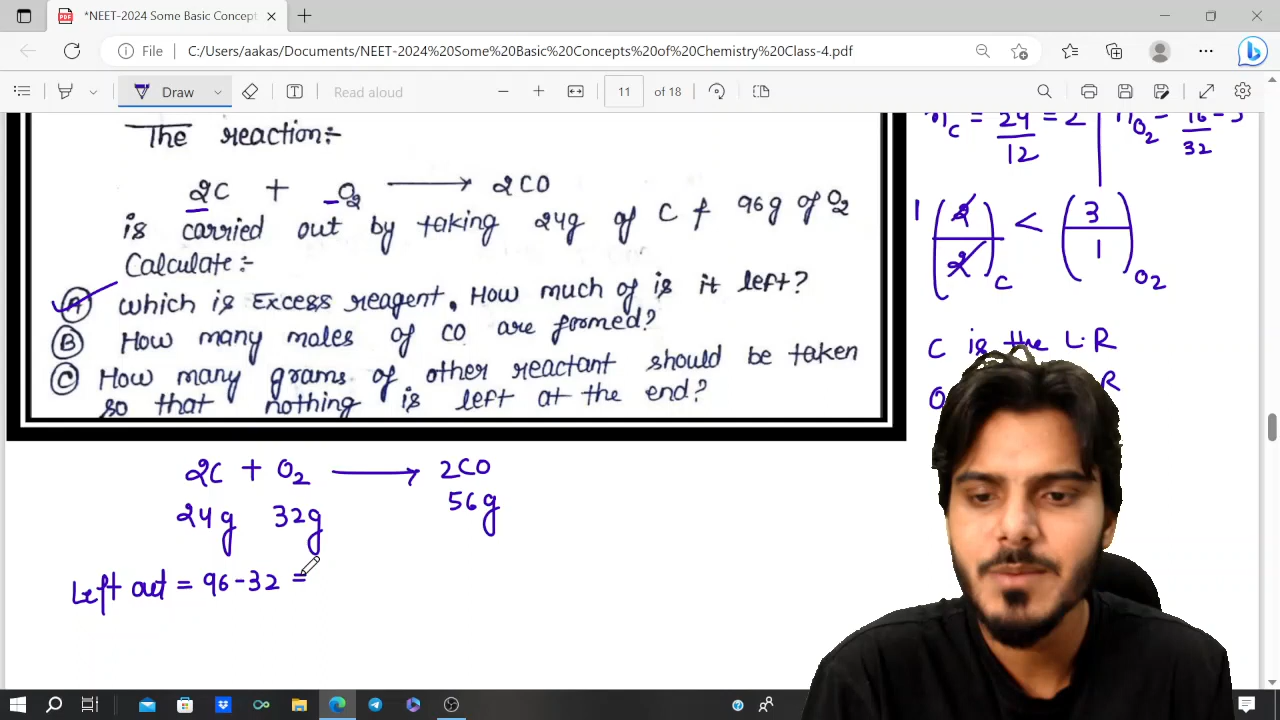 *NEET-2024 Some Basic Concept
File
C:/Users/aakas/Documents/NEET-2024%20Some%20Basic%20Concepts%20of%20Chemistry%20Class-4.pdf
Draw
Read aloud
11 of 18
The reaction:-
2C + O2 → 2CO
is carried out by taking 24g of C & 96g of O2
Calculate:-
A Which is Excess reagent. How much of is it left?
B How many moles of CO are formed?
C How many grams of other reactant should be taken
so that nothing is left at the end?
nC = 24/12 = 2
32
1 (2/2)C < (3/1)O2
C is the L.R
O R
2C + O2 → 2CO
24g 32g 56g
Left out = 96-32 =